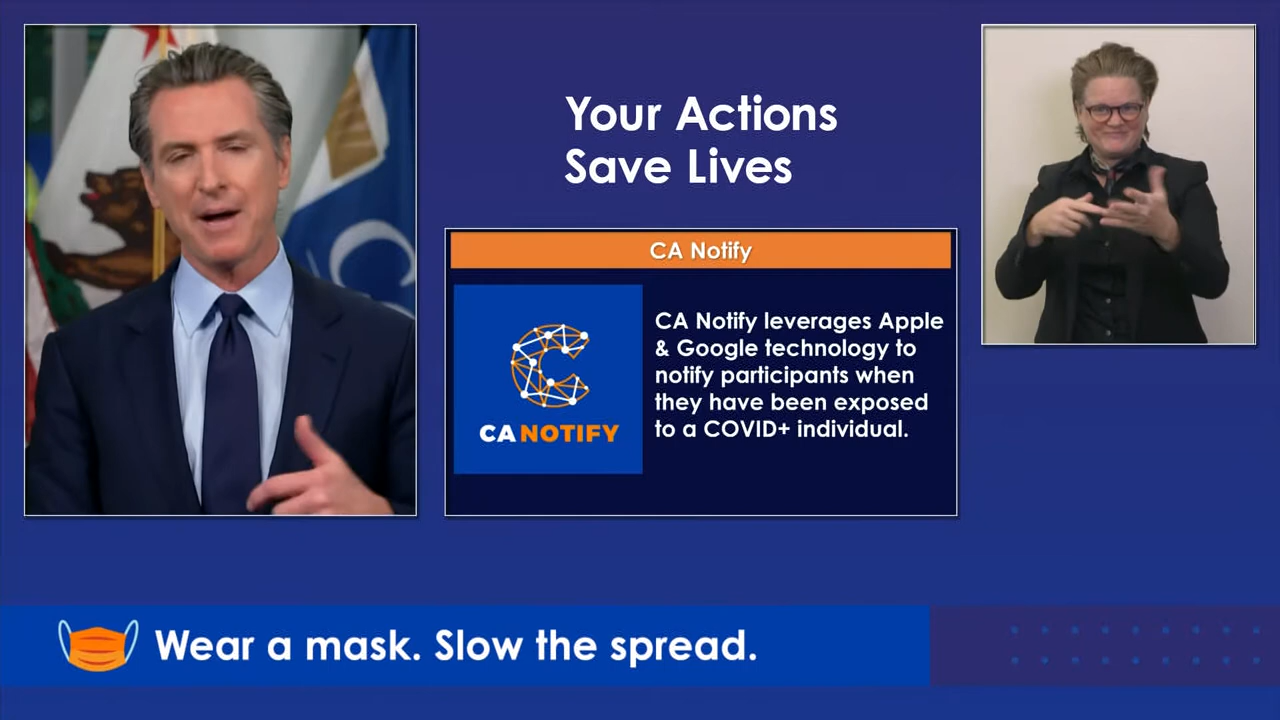 Your Actions
Save Lives
CA Notify
CA Notify leverages Apple
& Google technology to
notify participants when
they have been exposed
to a COVID+ individual.
CA NOTIFY
Wear a mask. Slow the spread.